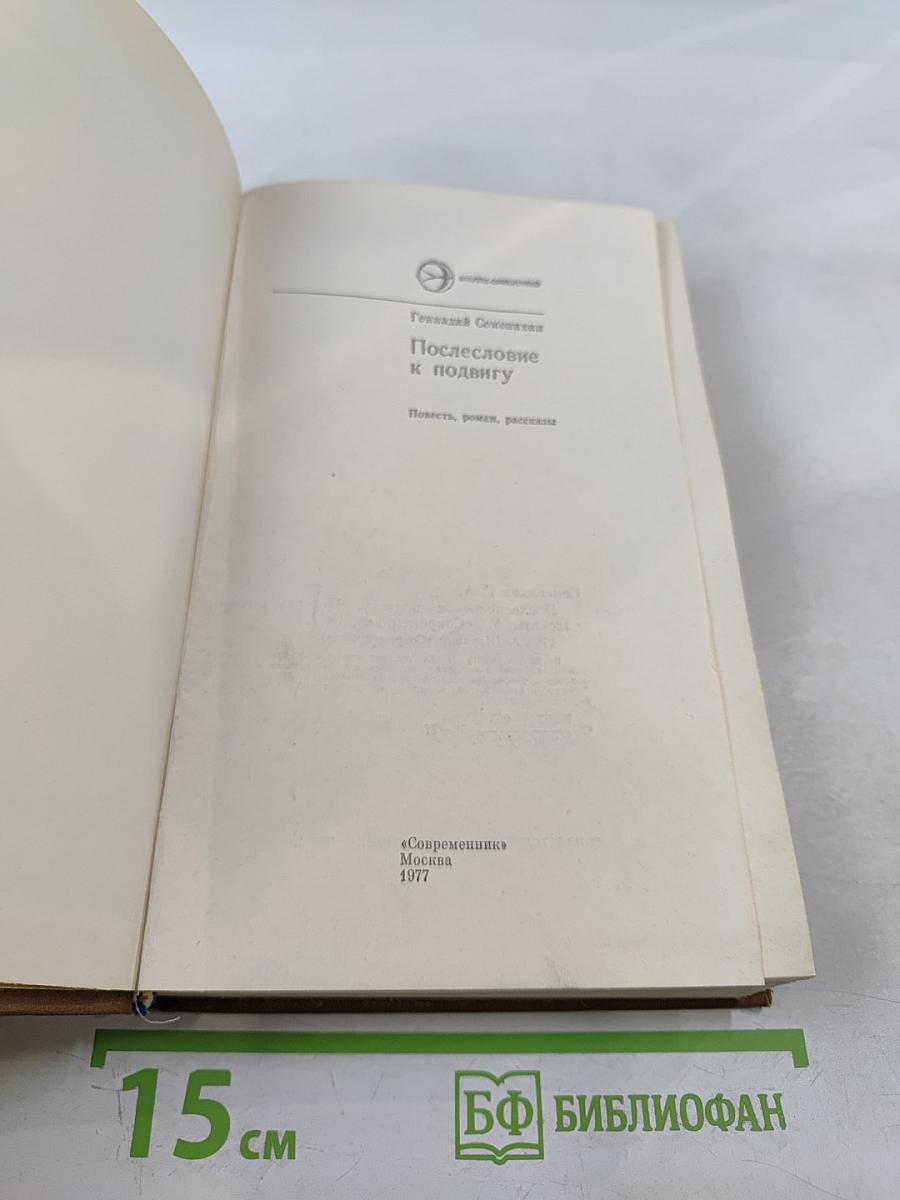 Геннадий Семенихин
Послесловие
к подвигу
Повесть, роман, рассказы
«Современник»
Москва
1977
15 см
БФ БИБЛИОФАН